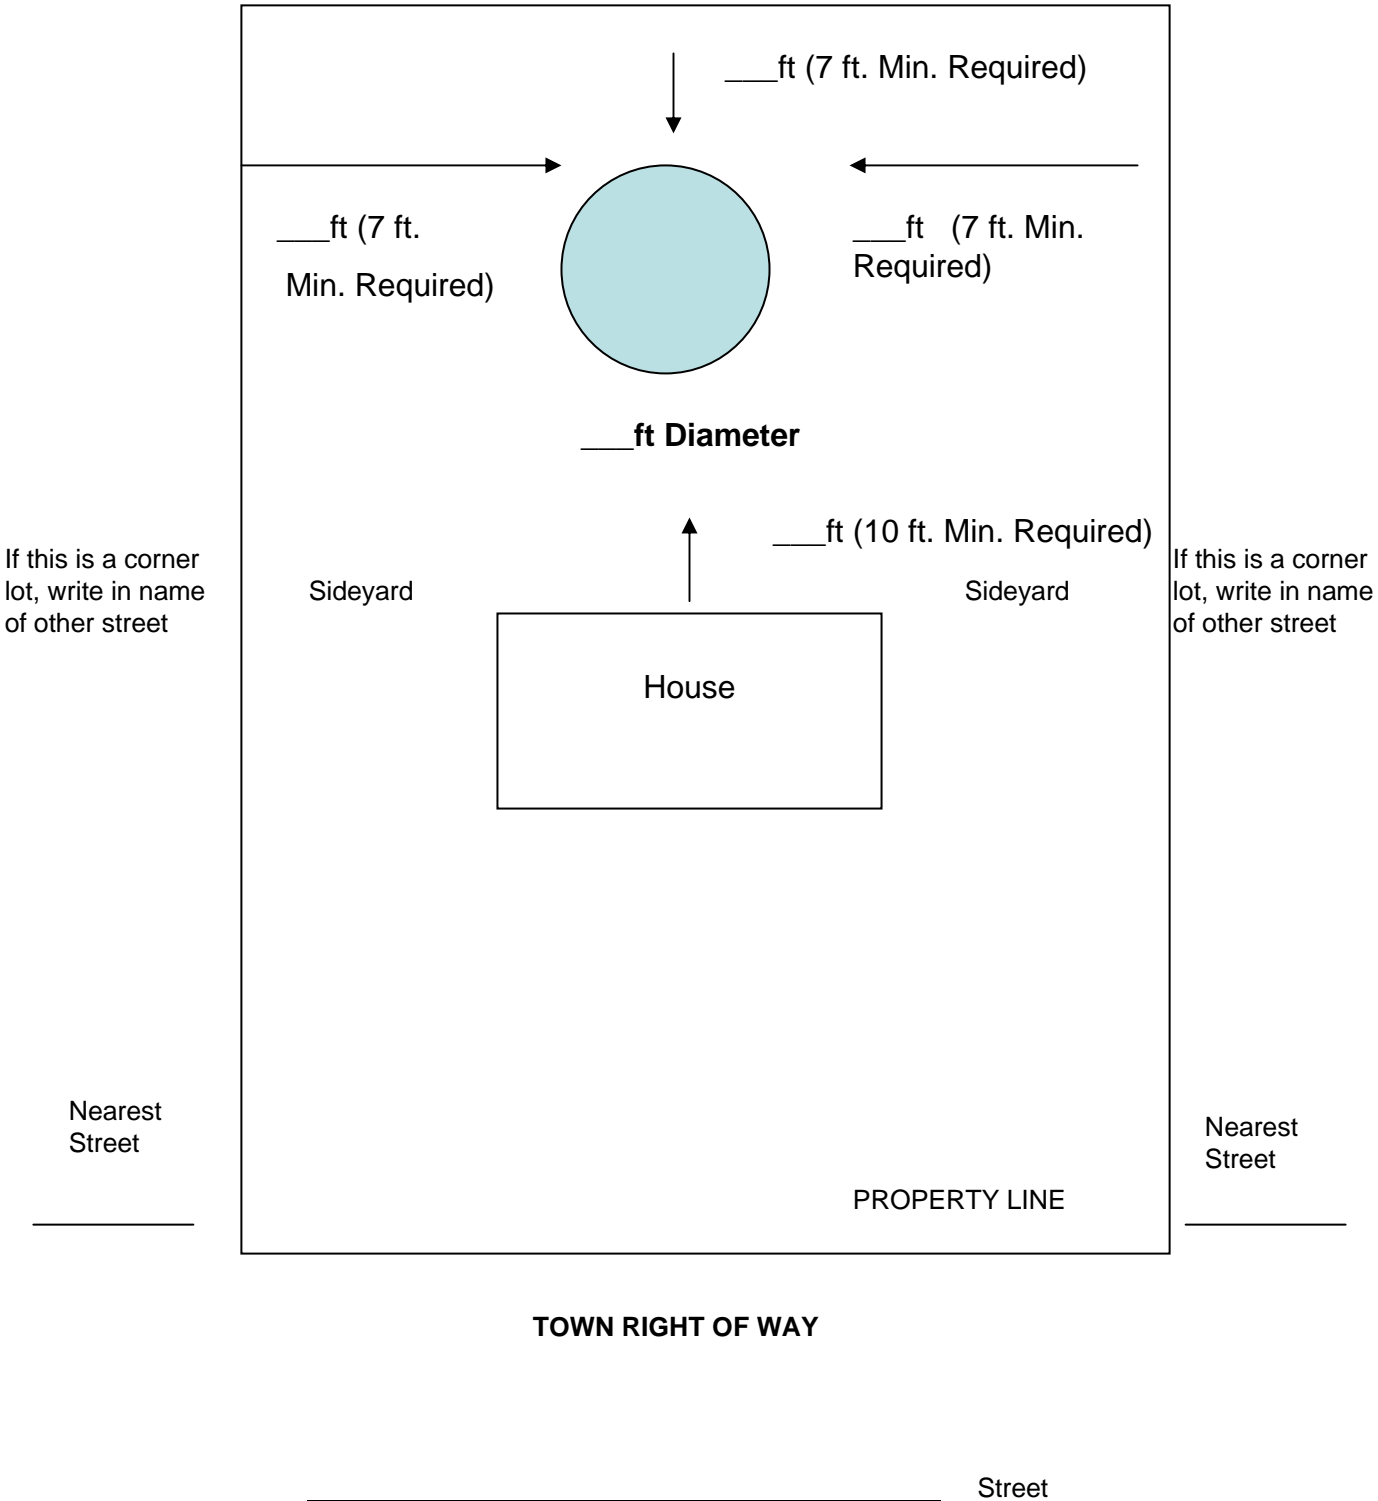 ___ft (7 ft. Min. Required)
___ft (7 ft.
Min. Required)
___ft (7 ft. Min.
Required)
___ft Diameter
___ft (10 ft. Min. Required)
If this is a corner
lot, write in name
of other street
Sideyard
Sideyard
If this is a corner
lot, write in name
of other street
House
Nearest
Street
Nearest
Street
PROPERTY LINE
TOWN RIGHT OF WAY
Street